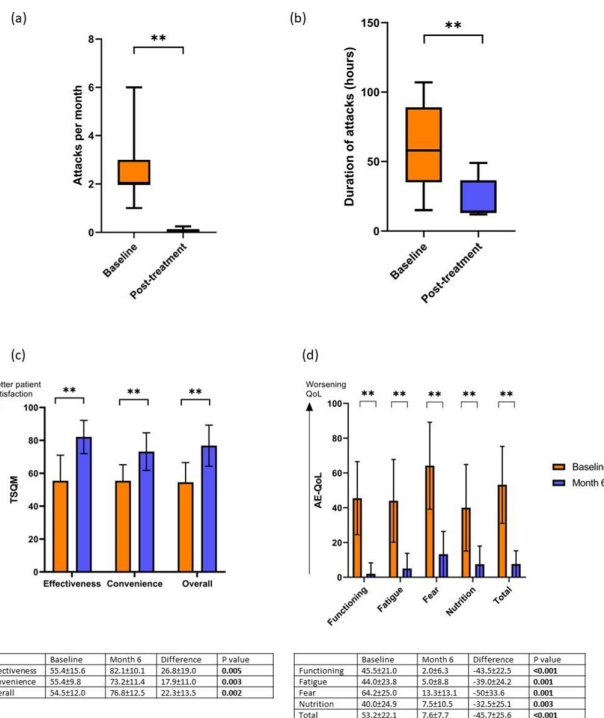 (a)
(b)
**
**
8
6
4
2
0
Attacks per month
Baseline
Post-treatment
150
100
50
0
Duration of attacks (hours)
Baseline
Post-treatment
(c)
(d)
etter patient
tisfaction
**
**
**
100
80
60
40
20
0
TSQM
Effectiveness Convenience Overall
Worsening
QoL
**
**
**
**
**
100
80
60
40
20
0
AE-QoL
Functioning
Fatigue
Fear
Nutrition
Total
Baseline
Month 6
Baseline Month 6 Difference P value
ectiveness 55.4±15.6 82.1±10.1 26.8±19.0 0.005
nvenience 55.4±9.8 73.2±11.4 17.9±11.0 0.003
erall 54.5±12.0 76.8±12.5 22.3±13.5 0.002
Baseline Month 6 Difference P value
Functioning 45.5±21.0 2.0±6.3 -43.5±22.5 <0.001
Fatigue 44.0±23.8 5.0±8.8 -39.0±24.2 0.001
Fear 64.2±25.0 13.3±13.1 -50±33.6 0.001
Nutrition 40.0±24.9 7.5±10.5 -32.5±25.1 0.003
Total 53.2±22.1 7.6±7.7 -45.7±25.6 <0.001